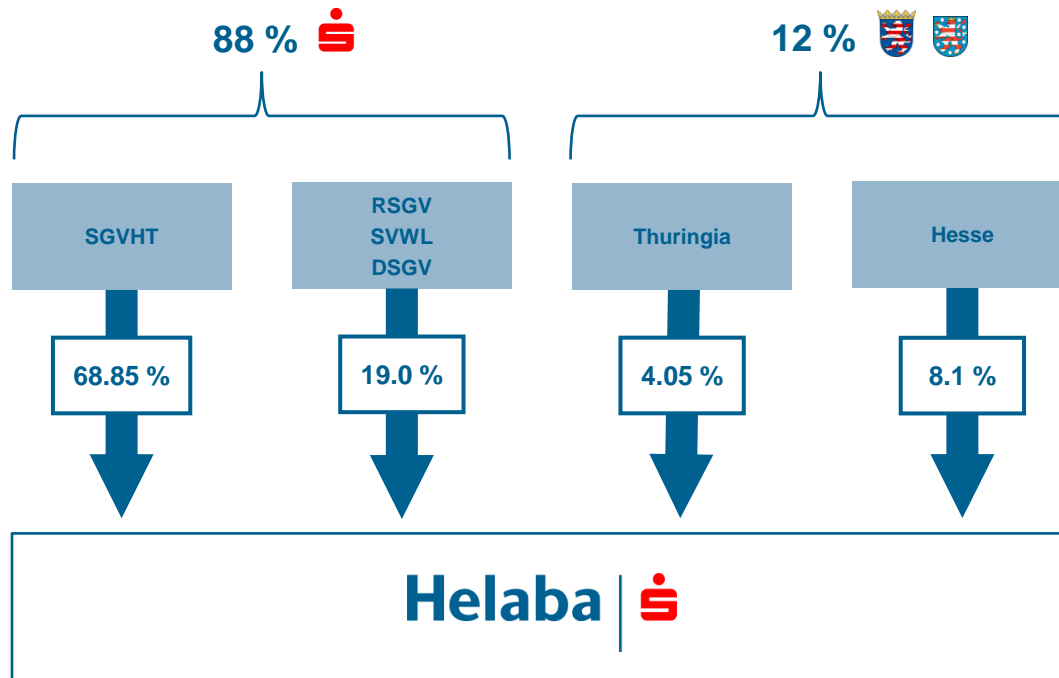 88 %
12 %
SGVHT
RSGV
SVWL
DSGV
Thuringia
Hesse
68.85 %
19.0 %
4.05 %
8.1 %
Helaba